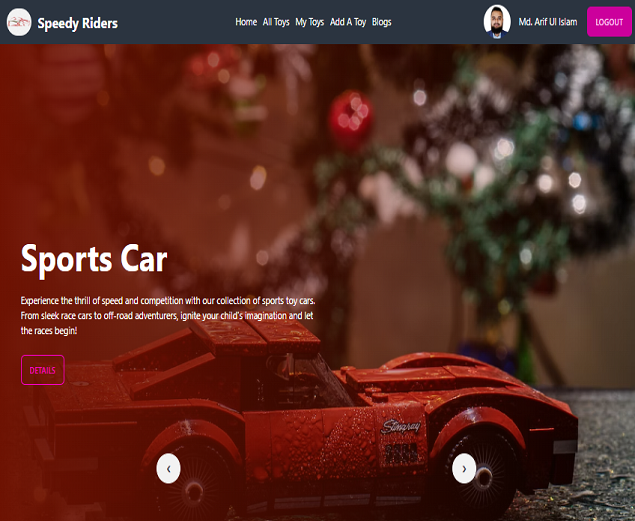 Speedy Riders
Home All Toys My Toys Add A Toy Blogs
Md. Arif Ul Islam
LOGOUT
Sports Car
Experience the thrill of speed and competition with our collection of sports toy cars.
From sleek race cars to off-road adventurers, ignite your child's imagination and let
the races begin!
DETAILS
Stingray
❮
❯